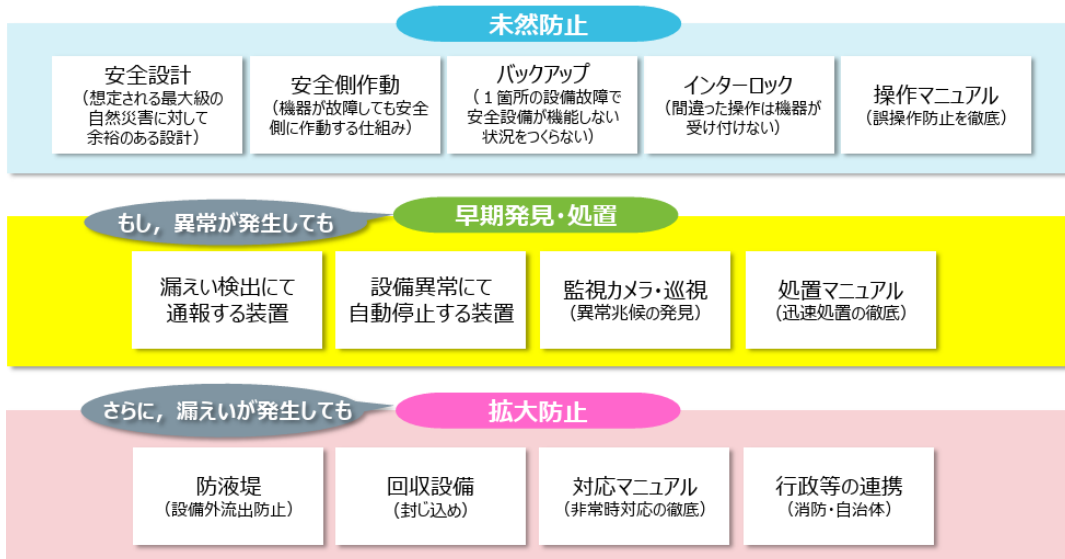 未然防止
安全設計
（想定される最大級の
自然災害に対して
余裕のある設計）
安全側作動
（機器が故障しても安全
側に作動する仕組み）
バックアップ
（１箇所の設備故障で
安全設備が機能しない
状況をつくらない）
インターロック
（間違った操作は機器が
受け付けない）
操作マニュアル
（誤操作防止を徹底）
もし，異常が発生しても
早期発見・処置
漏えい検出にて
通報する装置
設備異常にて
自動停止する装置
監視カメラ・巡視
（異常兆候の発見）
処置マニュアル
（迅速処置の徹底）
さらに，漏えいが発生しても
拡大防止
防液堤
（設備外流出防止）
回収設備
（封じ込め）
対応マニュアル
（非常時対応の徹底）
行政等の連携
（消防・自治体）